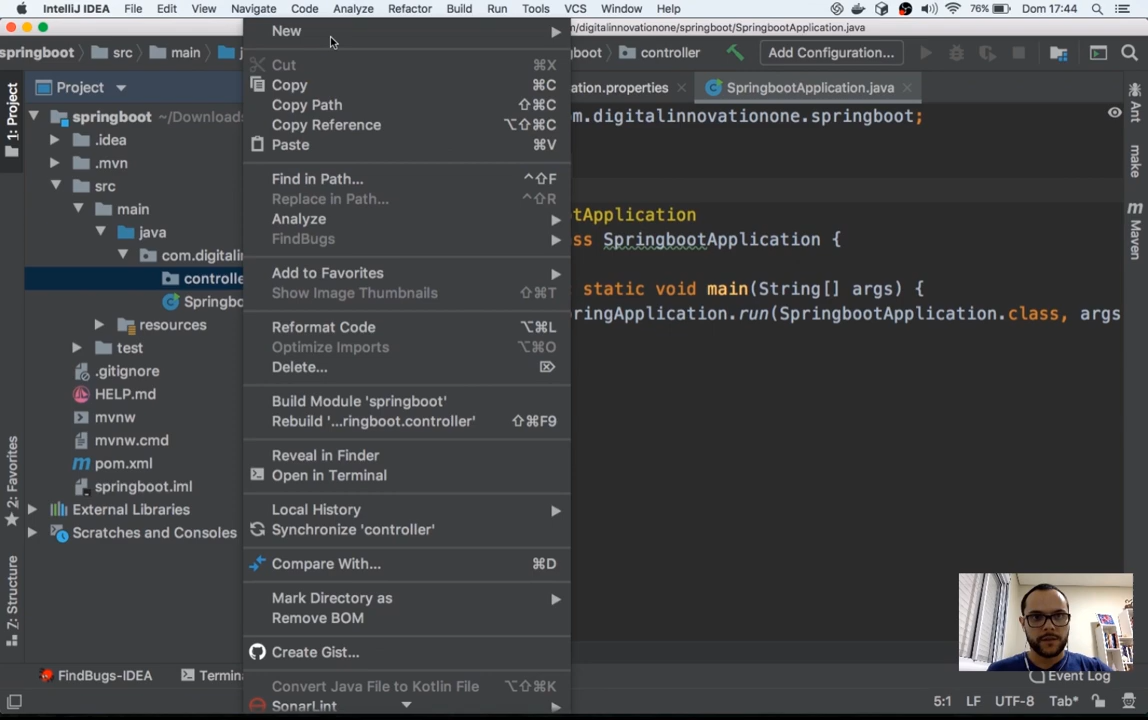 IntelliJ IDEA File Edit View Navigate Code Analyze Refactor Build Run Tools VCS Window Help 76% Dom 17:44
m/digitalinnovationone/springboot/SpringbootApplication.java
springboot src main
boot controller Add Configuration...
Project
ation.properties SpringbootApplication.java
1: Project
2: Favorites
Z: Structure
springboot ~/Downloads
.idea
.mvn
src
main
java
com.digitali
controlle
Springbo
resources
test
.gitignore
HELP.md
mvnw
mvnw.cmd
pom.xml
springboot.iml
External Libraries
Scratches and Consoles
New
Cut ⌘X
Copy ⌘C
Copy Path ⇧⌘C
Copy Reference ⌥⇧⌘C
Paste ⌘V
Find in Path... ^⇧F
Replace in Path... ^⇧R
Analyze
FindBugs
Add to Favorites
Show Image Thumbnails ⇧⌘T
Reformat Code ⌥⌘L
Optimize Imports ⌥⌘O
Delete... ⌦
Build Module 'springboot'
Rebuild '...ringboot.controller' ⇧⌘F9
Reveal in Finder
Open in Terminal
Local History
Synchronize 'controller'
Compare With... ⌘D
Mark Directory as
Remove BOM
Create Gist...
Convert Java File to Kotlin File ⌥⇧⌘K
SonarLint
m.digitalinnovationone.springboot;
tApplication
ss SpringbootApplication {
static void main(String[] args) {
ringApplication.run(SpringbootApplication.class, args
Ant
make
m Maven
FindBugs-IDEA Termin
Event Log
5:1 LF UTF-8 Tab*